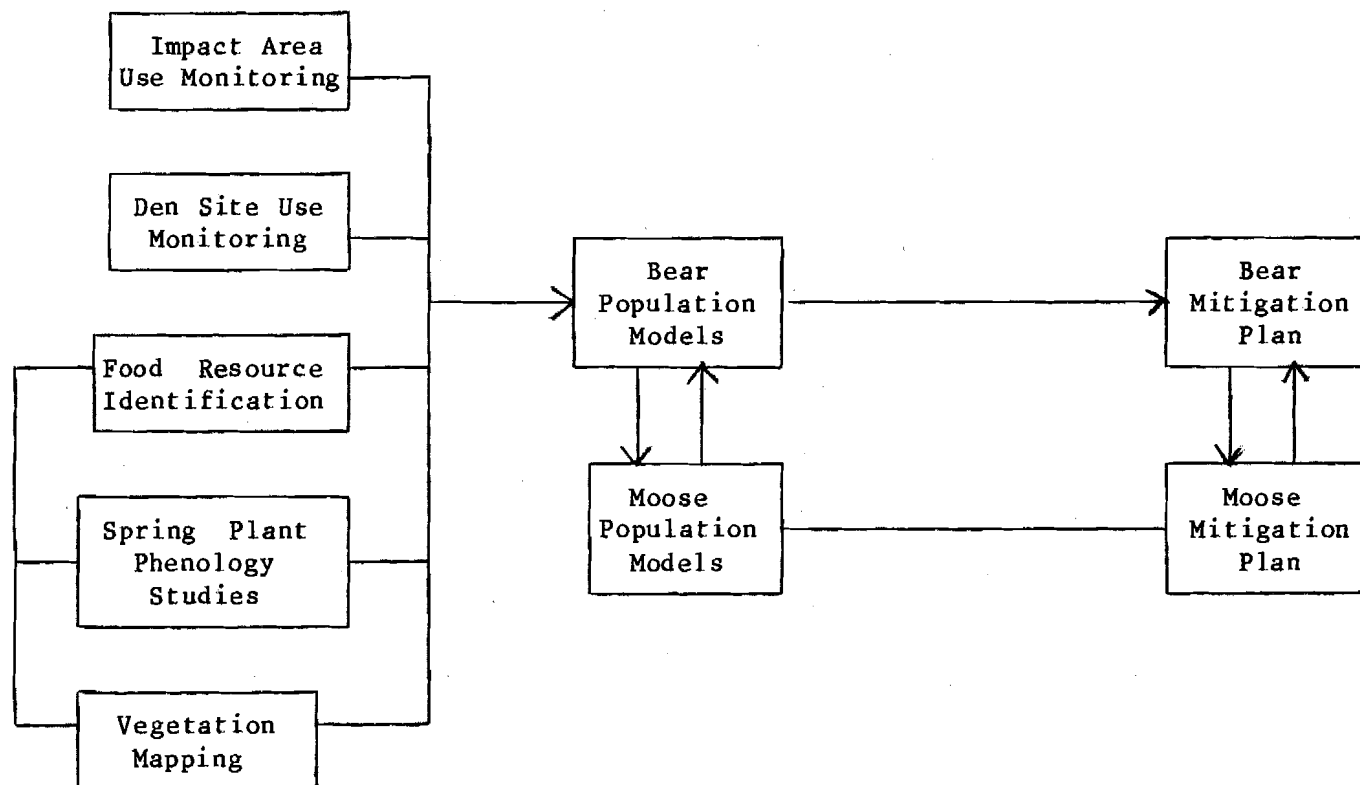 Impact Area
Use Monitoring
Den Site Use
Monitoring
Food Resource
Identification
Spring Plant
Phenology
Studies
Vegetation
Mapping
Bear
Population
Models
Moose
Population
Models
Bear
Mitigation
Plan
Moose
Mitigation
Plan